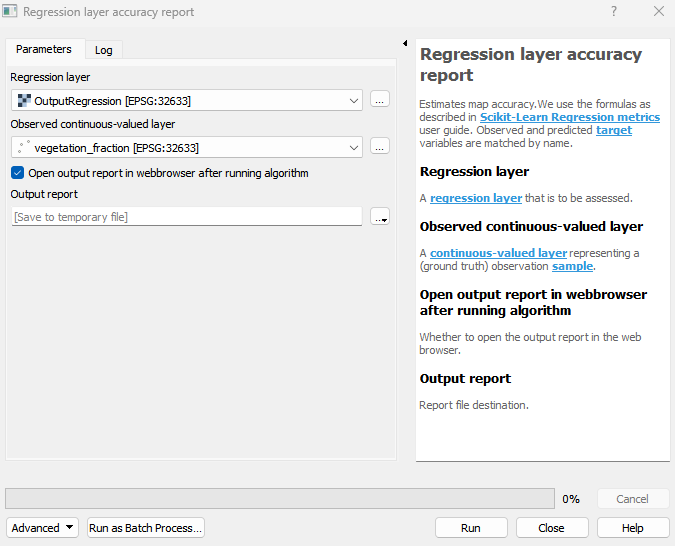 Regression layer accuracy report
?
Parameters
Log
Regression layer
OutputRegression [EPSG:32633]
...
Observed continuous-valued layer
vegetation_fraction [EPSG:32633]
...
Open output report in webbrowser after running algorithm
Output report
[Save to temporary file]
...
Regression layer accuracy
report
Estimates map accuracy.We use the formulas as
described in Scikit-Learn Regression metrics
user guide. Observed and predicted target
variables are matched by name.
Regression layer
A regression layer that is to be assessed.
Observed continuous-valued layer
A continuous-valued layer representing a
(ground truth) observation sample.
Open output report in webbrowser
after running algorithm
Whether to open the output report in the web
browser.
Output report
Report file destination.
0%
Cancel
Advanced
Run as Batch Process...
Run
Close
Help